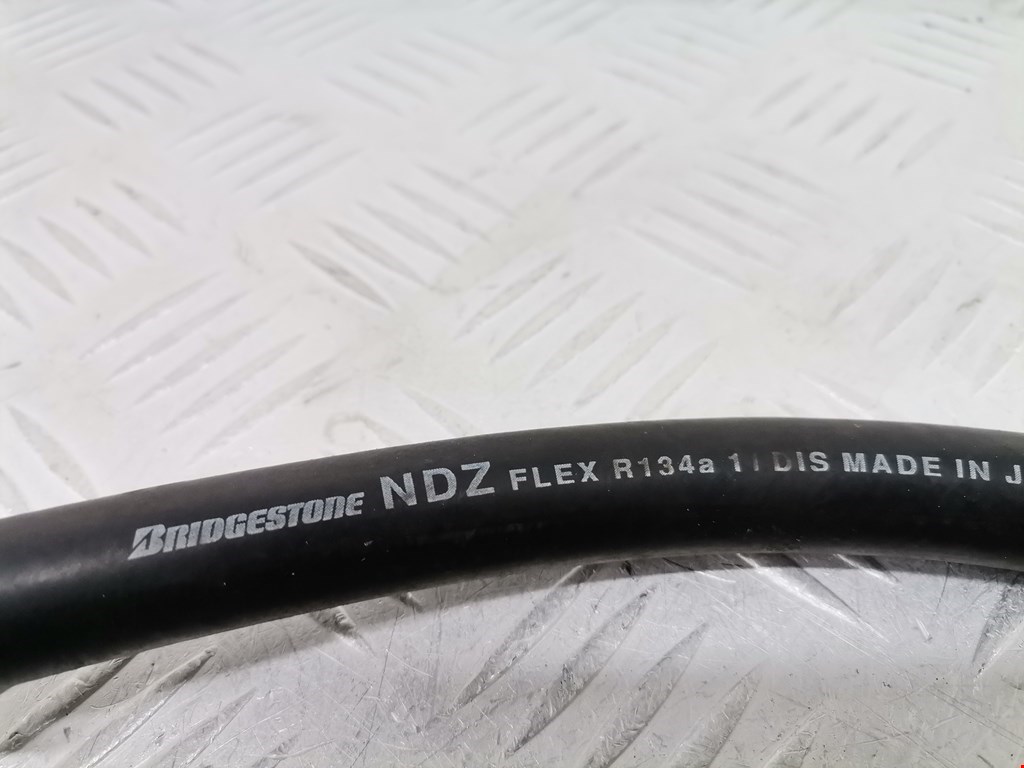 BRIDGESTONE NDZ FLEX R134a 1/ DIS MADE IN J